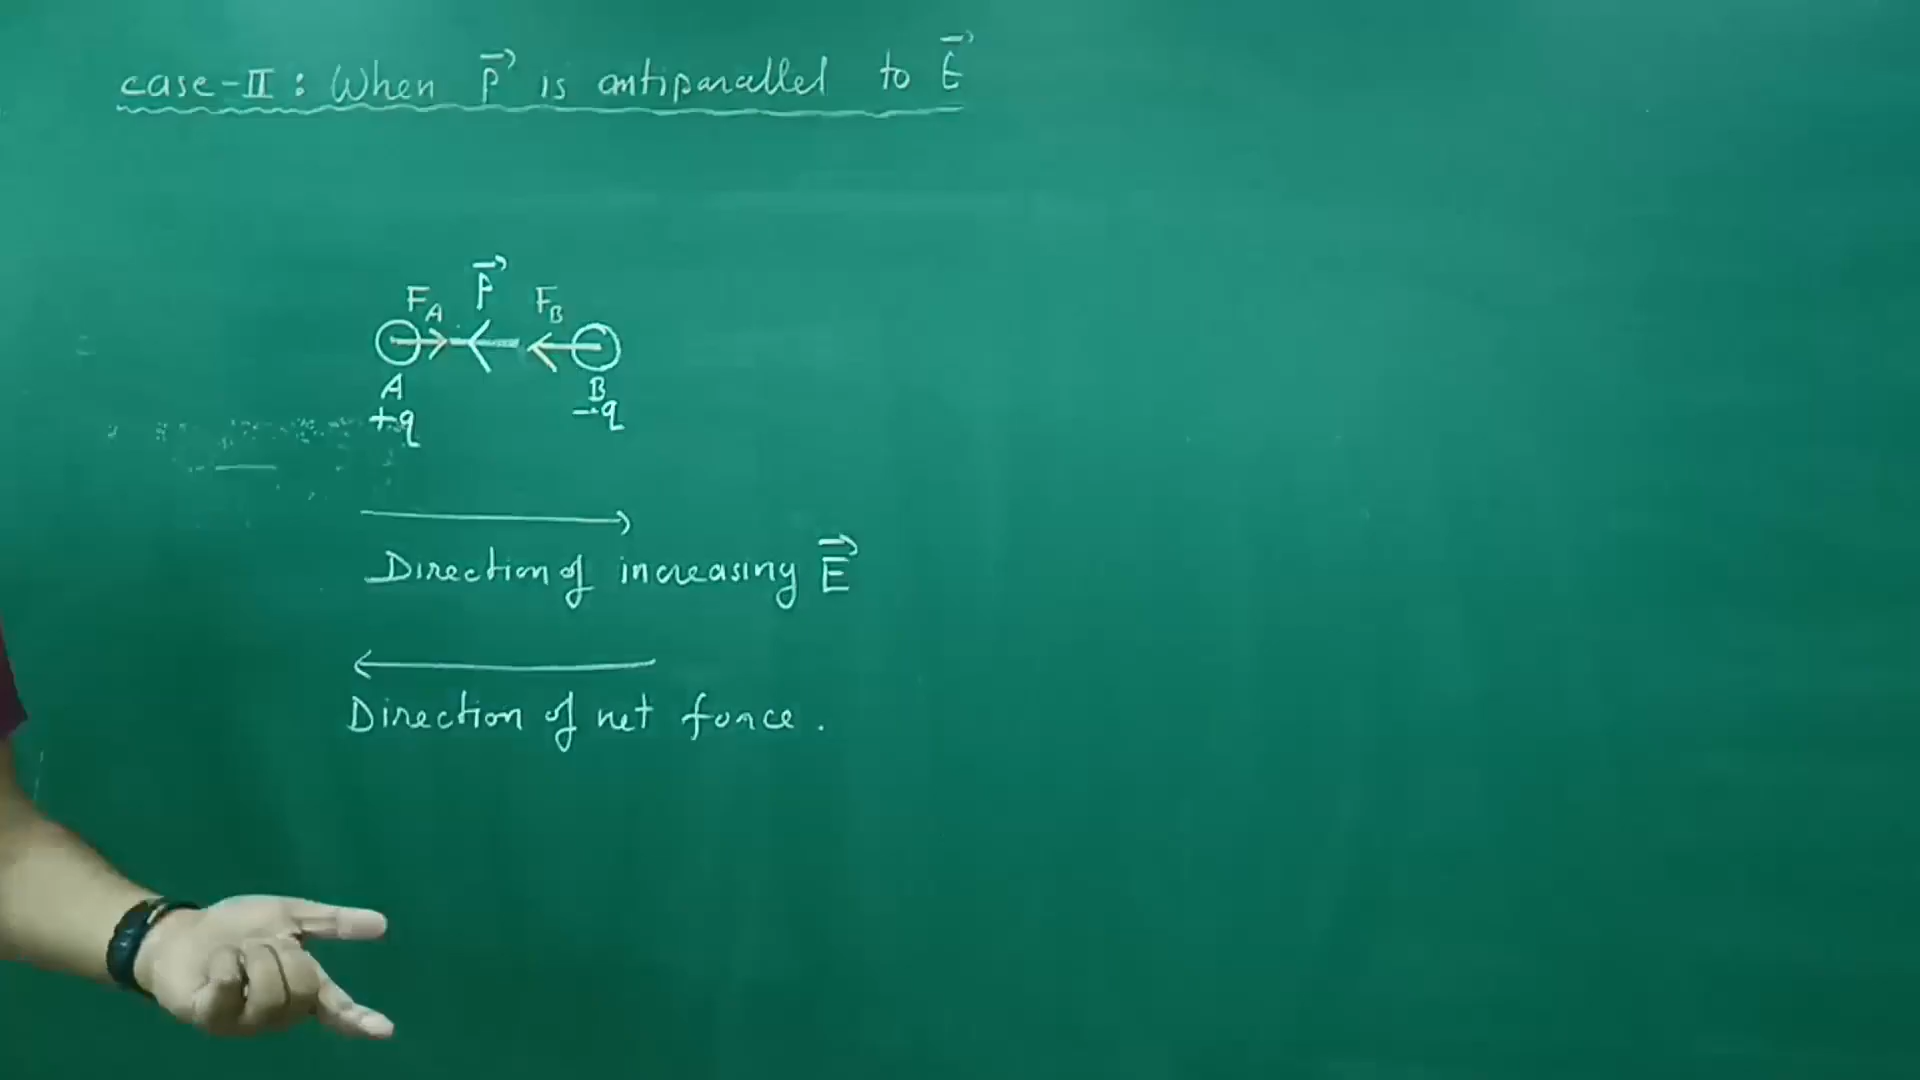 case-II : When P⃗ is antiparallel to E⃗
F_A P⃗ F_B
A B
+q -q
Direction of increasing E⃗
Direction of net force.